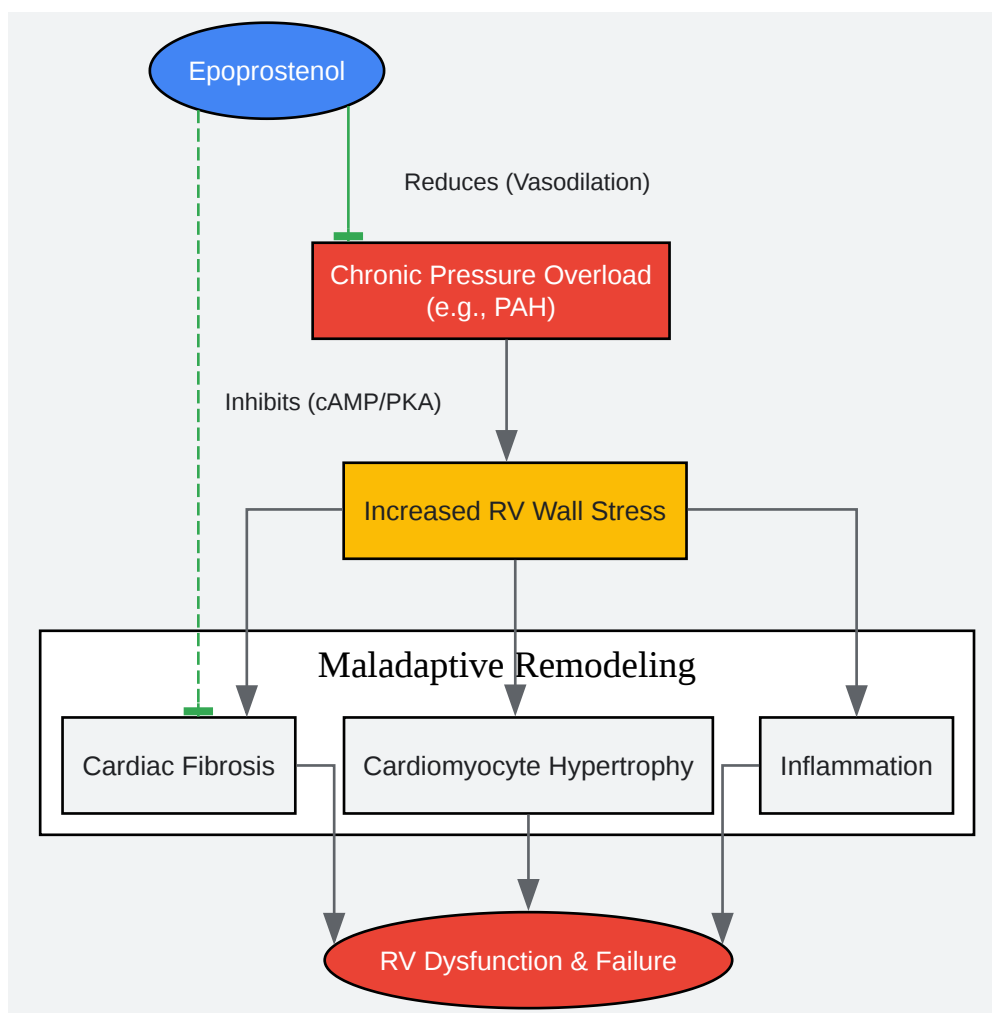 Epoprostenol
Reduces (Vasodilation)
Chronic Pressure Overload
(e.g., PAH)
Inhibits (cAMP/PKA)
Increased RV Wall Stress
Maladaptive Remodeling
Cardiac Fibrosis
Cardiomyocyte Hypertrophy
Inflammation
RV Dysfunction & Failure